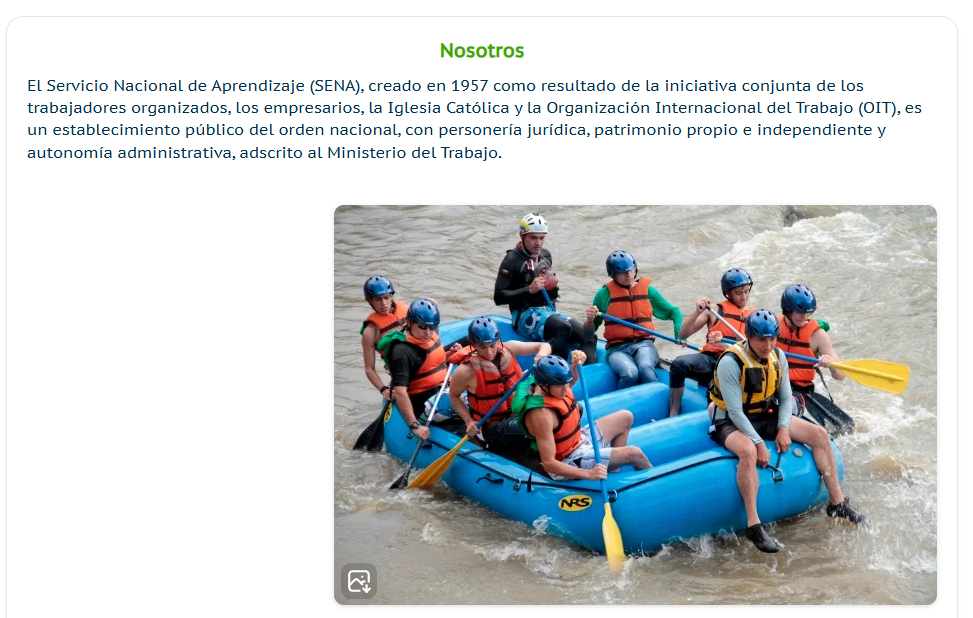 Nosotros
El Servicio Nacional de Aprendizaje (SENA), creado en 1957 como resultado de la iniciativa conjunta de los
trabajadores organizados, los empresarios, la Iglesia Católica y la Organización Internacional del Trabajo (OIT), es
un establecimiento público del orden nacional, con personería jurídica, patrimonio propio e independiente y
autonomía administrativa, adscrito al Ministerio del Trabajo.
NRS